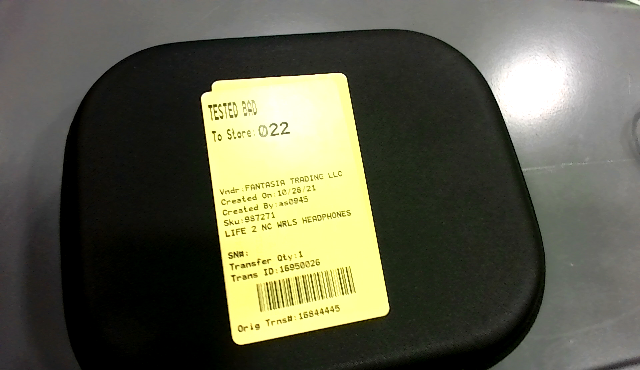 TESTED BAD
To Store: 022
Vndr:FANTASIA TRADING LLC
Created On:10/26/21
Created By:as0945
Sku:987271
LIFE 2 NC WRLS HEADPHONES
SN#:
Transfer Qty:1
Trans ID:16950026
Orig Trns#:16844445